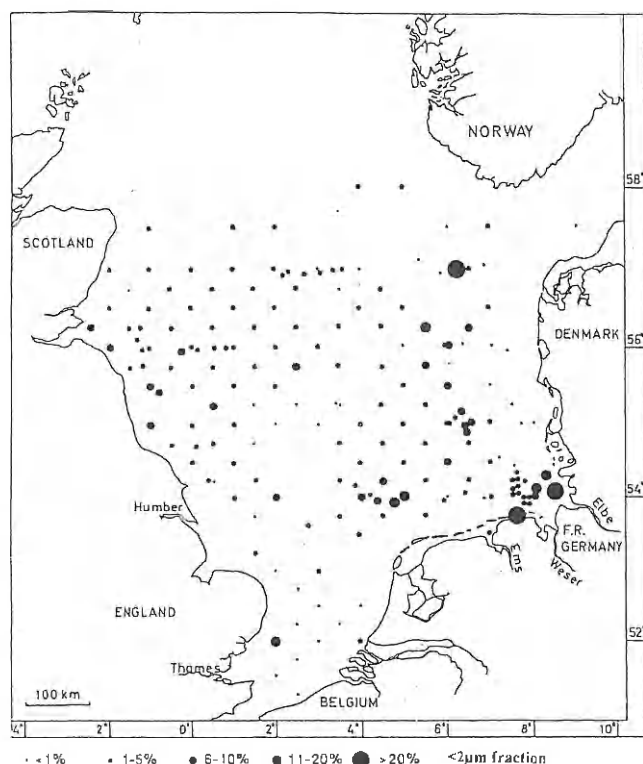 NORWAY
58°
SCOTLAND
DENMARK
56°
54°
Humber
Elbe
F.R.
GERMANY
Ems
Weser
ENGLAND
52°
Thames
100 km
BELGIUM
4° 2° 0° 2° 4° 6° 8° 10°
<1% 1-5% 6-10% 11-20% >20% <2µm fraction